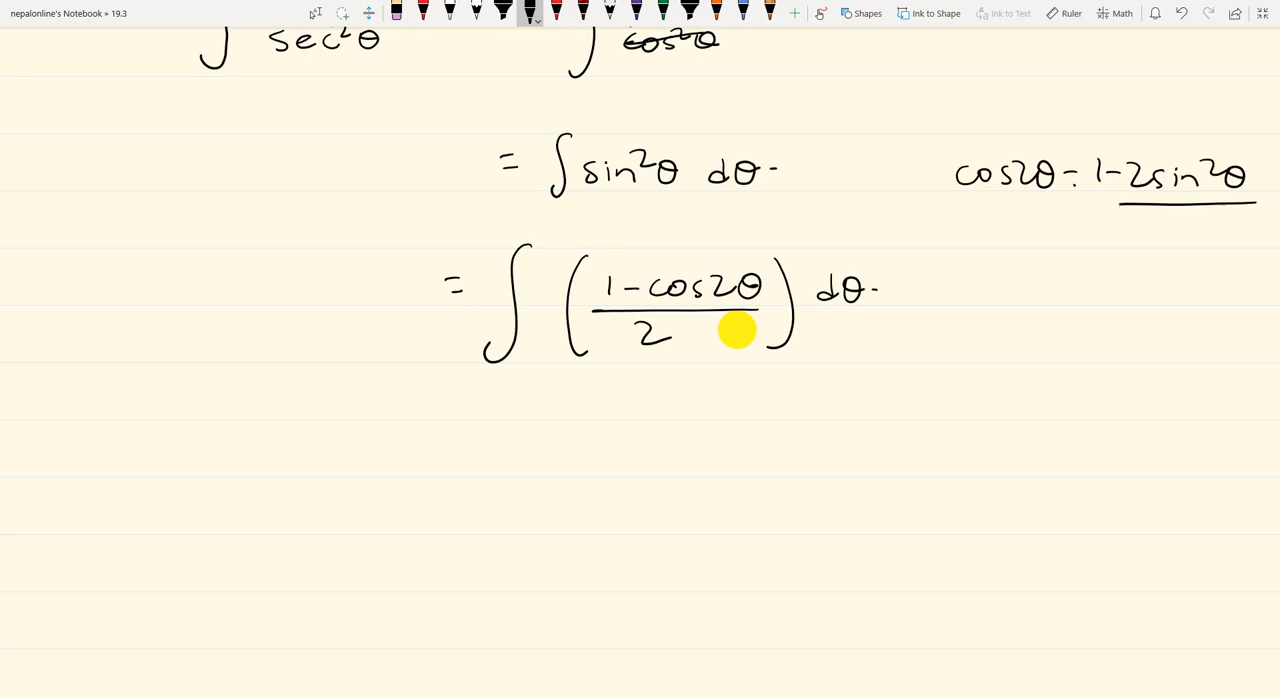 nepalonline's Notebook » 19.3 Shapes Ink to Shape Ink to Text Ruler Math
∫ sec²θ ∫ cos²θ
= ∫ sin²θ dθ. cos2θ = 1-2sin²θ
= ∫ (1-cos2θ / 2) dθ.